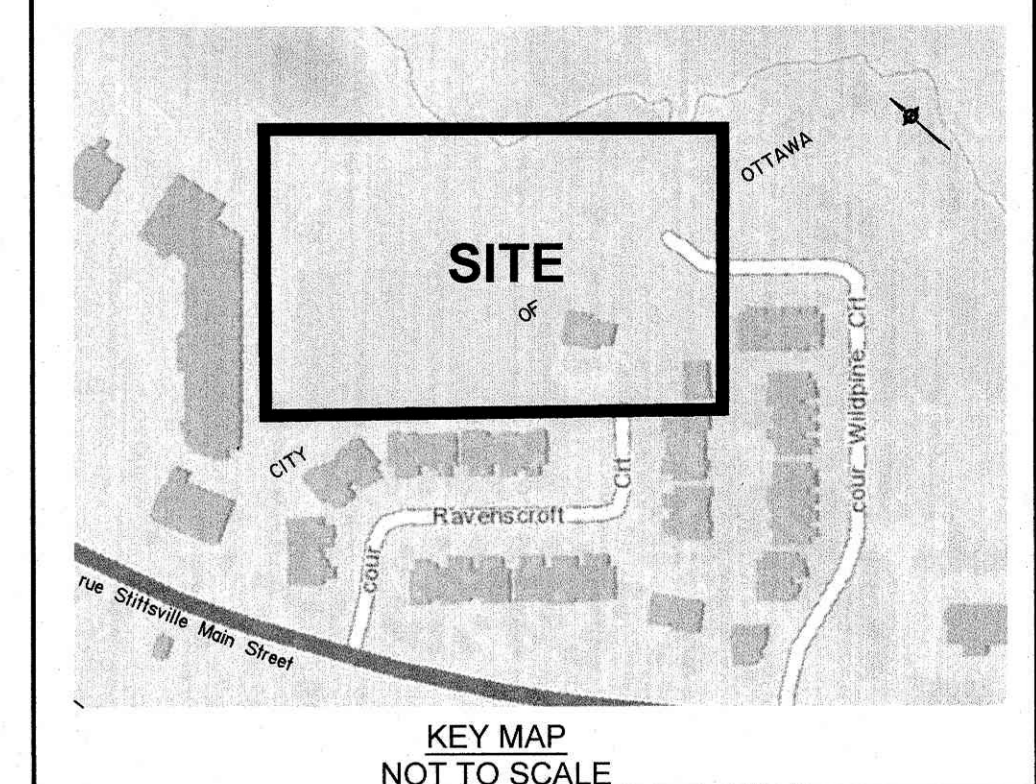 OTTAWA
SITE
OF
cour Wildpine Crt
CITY
Crt
Ravenscroft
cour
rue Stittsville Main Street
KEY MAP
NOT TO SCALE